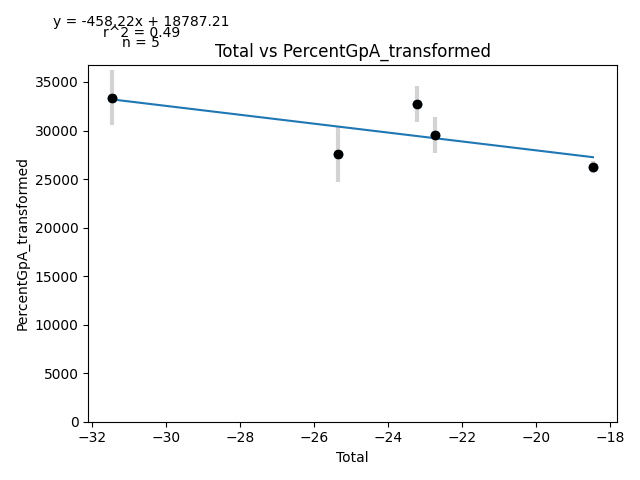 y = -458.22x + 18787.21
r^2 = 0.49
n = 5
Total vs PercentGpA_transformed
PercentGpA_transformed
35000
30000
25000
20000
15000
10000
5000
0
−32 −30 −28 −26 −24 −22 −20 −18
Total